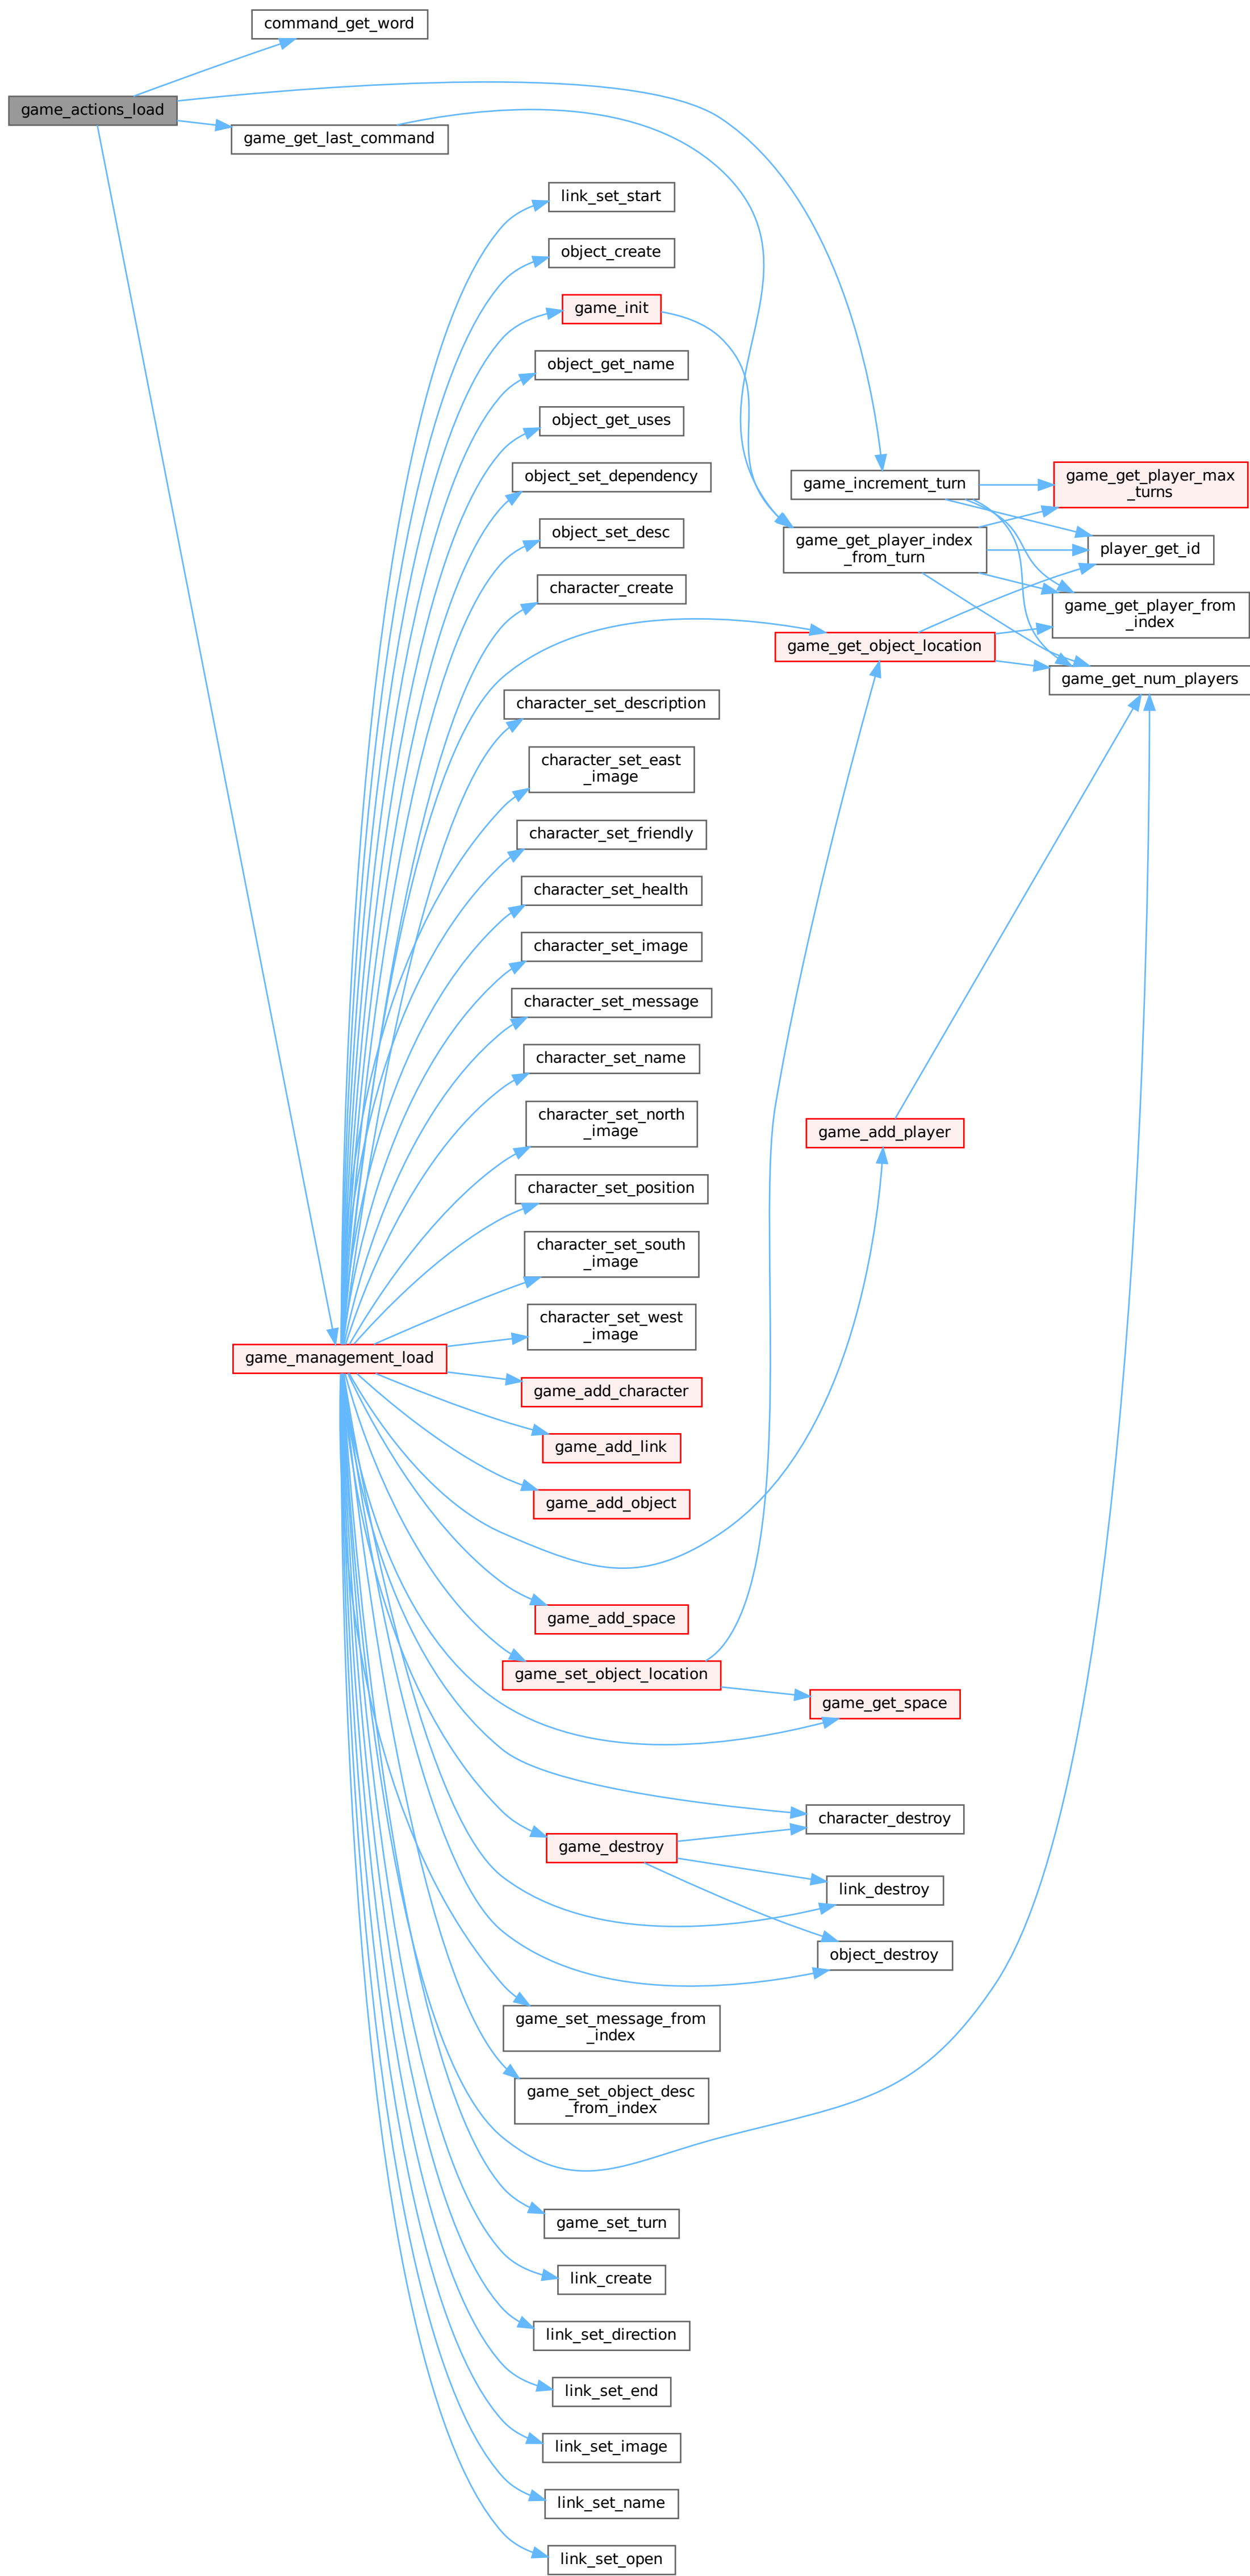 command_get_word
game_actions_load
game_get_last_command
link_set_start
object_create
game_init
object_get_name
object_get_uses
object_set_dependency
object_set_desc
character_create
game_increment_turn
game_get_player_max
_turns
game_get_player_index
_from_turn
player_get_id
game_get_player_from
_index
game_get_object_location
game_get_num_players
character_set_description
character_set_east
_image
character_set_friendly
character_set_health
character_set_image
character_set_message
character_set_name
character_set_north
_image
game_add_player
character_set_position
character_set_south
_image
character_set_west
_image
game_management_load
game_add_character
game_add_link
game_add_object
game_add_space
game_set_object_location
game_get_space
character_destroy
game_destroy
link_destroy
object_destroy
game_set_message_from
_index
game_set_object_desc
_from_index
game_set_turn
link_create
link_set_direction
link_set_end
link_set_image
link_set_name
link_set_open